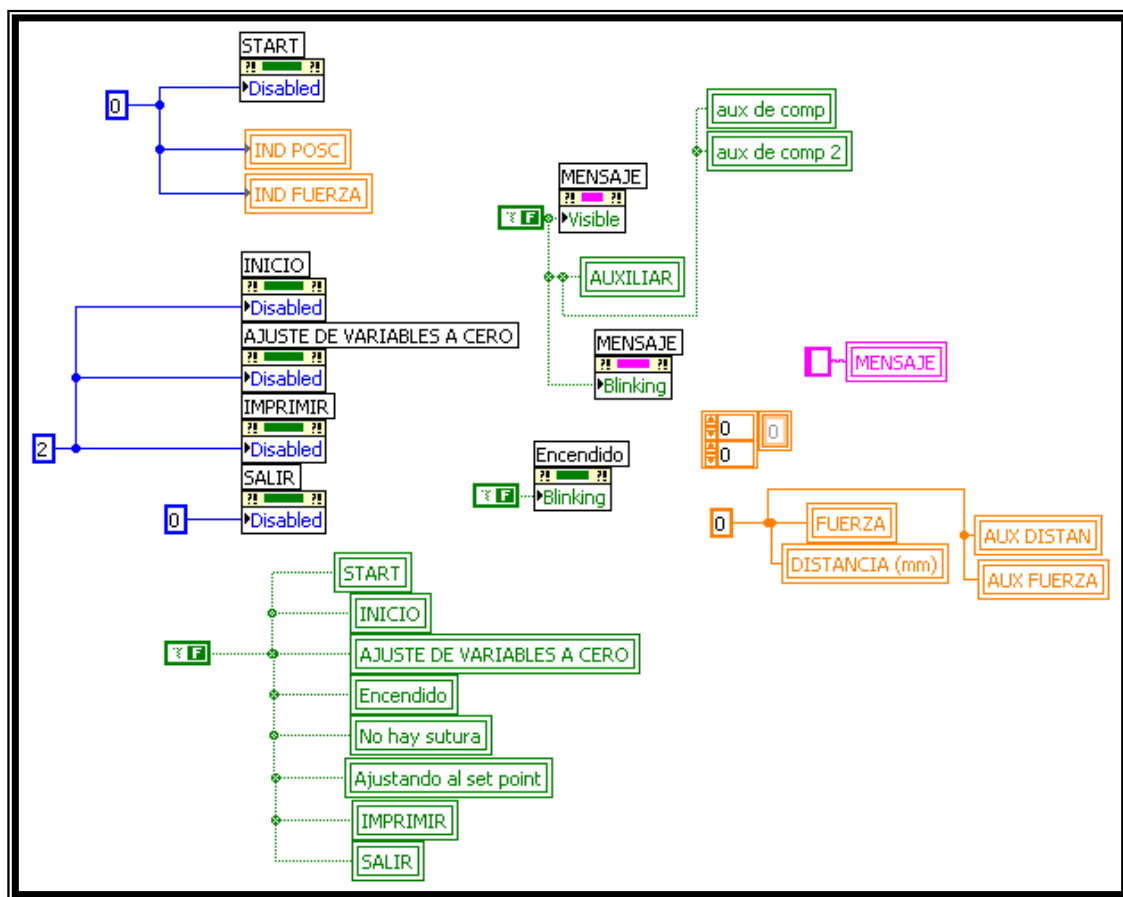 START
?! ?!
Disabled
0
IND POSC
IND FUERZA
INICIO
?! ?!
Disabled
AJUSTE DE VARIABLES A CERO
?! ?!
Disabled
IMPRIMIR
?! ?!
2
Disabled
SALIR
?! ?!
0
Disabled
aux de comp
aux de comp 2
MENSAJE
?! ?!
F
Visible
AUXILIAR
MENSAJE
?! ?!
Blinking
MENSAJE
Encendido
?! ?!
F
Blinking
0
0
0
0
FUERZA
DISTANCIA (mm)
AUX DISTAN
AUX FUERZA
F
START
INICIO
AJUSTE DE VARIABLES A CERO
Encendido
No hay sutura
Ajustando al set point
IMPRIMIR
SALIR